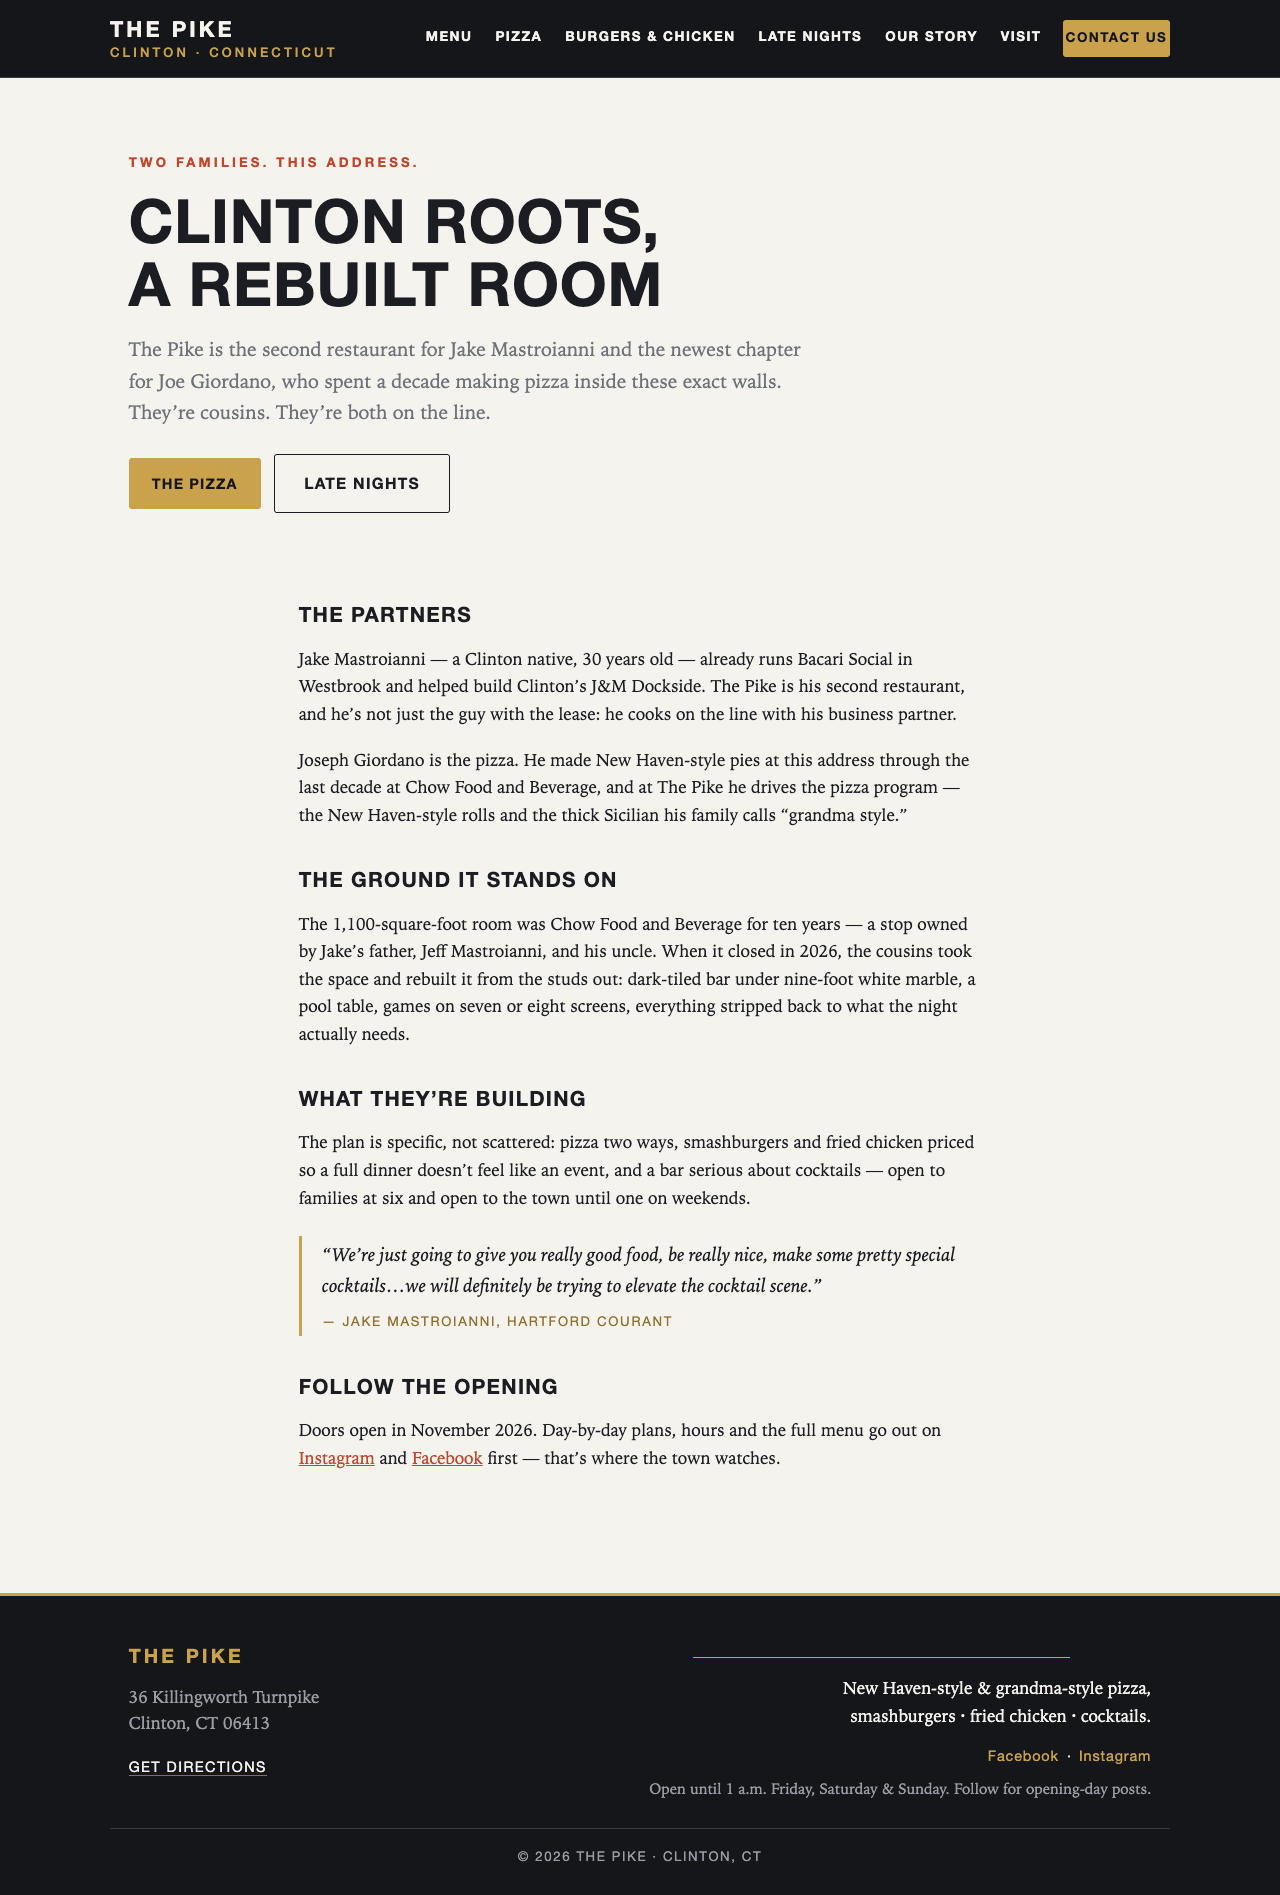 THE PIKE
CLINTON · CONNECTICUT
MENU
PIZZA
BURGERS & CHICKEN
LATE NIGHTS
OUR STORY
VISIT
CONTACT US
TWO FAMILIES. THIS ADDRESS.
CLINTON ROOTS,
A REBUILT ROOM
The Pike is the second restaurant for Jake Mastroianni and the newest chapter
for Joe Giordano, who spent a decade making pizza inside these exact walls.
They’re cousins. They’re both on the line.
THE PIZZA
LATE NIGHTS
THE PARTNERS
Jake Mastroianni — a Clinton native, 30 years old — already runs Bacari Social in
Westbrook and helped build Clinton’s J&M Dockside. The Pike is his second restaurant,
and he’s not just the guy with the lease: he cooks on the line with his business partner.
Joseph Giordano is the pizza. He made New Haven-style pies at this address through the
last decade at Chow Food and Beverage, and at The Pike he drives the pizza program —
the New Haven-style rolls and the thick Sicilian his family calls “grandma style.”
THE GROUND IT STANDS ON
The 1,100-square-foot room was Chow Food and Beverage for ten years — a stop owned
by Jake’s father, Jeff Mastroianni, and his uncle. When it closed in 2026, the cousins took
the space and rebuilt it from the studs out: dark-tiled bar under nine-foot white marble, a
pool table, games on seven or eight screens, everything stripped back to what the night
actually needs.
WHAT THEY’RE BUILDING
The plan is specific, not scattered: pizza two ways, smashburgers and fried chicken priced
so a full dinner doesn’t feel like an event, and a bar serious about cocktails — open to
families at six and open to the town until one on weekends.
“We’re just going to give you really good food, be really nice, make some pretty special
cocktails…we will definitely be trying to elevate the cocktail scene.”
— JAKE MASTROIANNI, HARTFORD COURANT
FOLLOW THE OPENING
Doors open in November 2026. Day-by-day plans, hours and the full menu go out on
Instagram and Facebook first — that’s where the town watches.
THE PIKE
36 Killingworth Turnpike
Clinton, CT 06413
GET DIRECTIONS
New Haven-style & grandma-style pizza,
smashburgers · fried chicken · cocktails.
Facebook · Instagram
Open until 1 a.m. Friday, Saturday & Sunday. Follow for opening-day posts.
© 2026 THE PIKE · CLINTON, CT